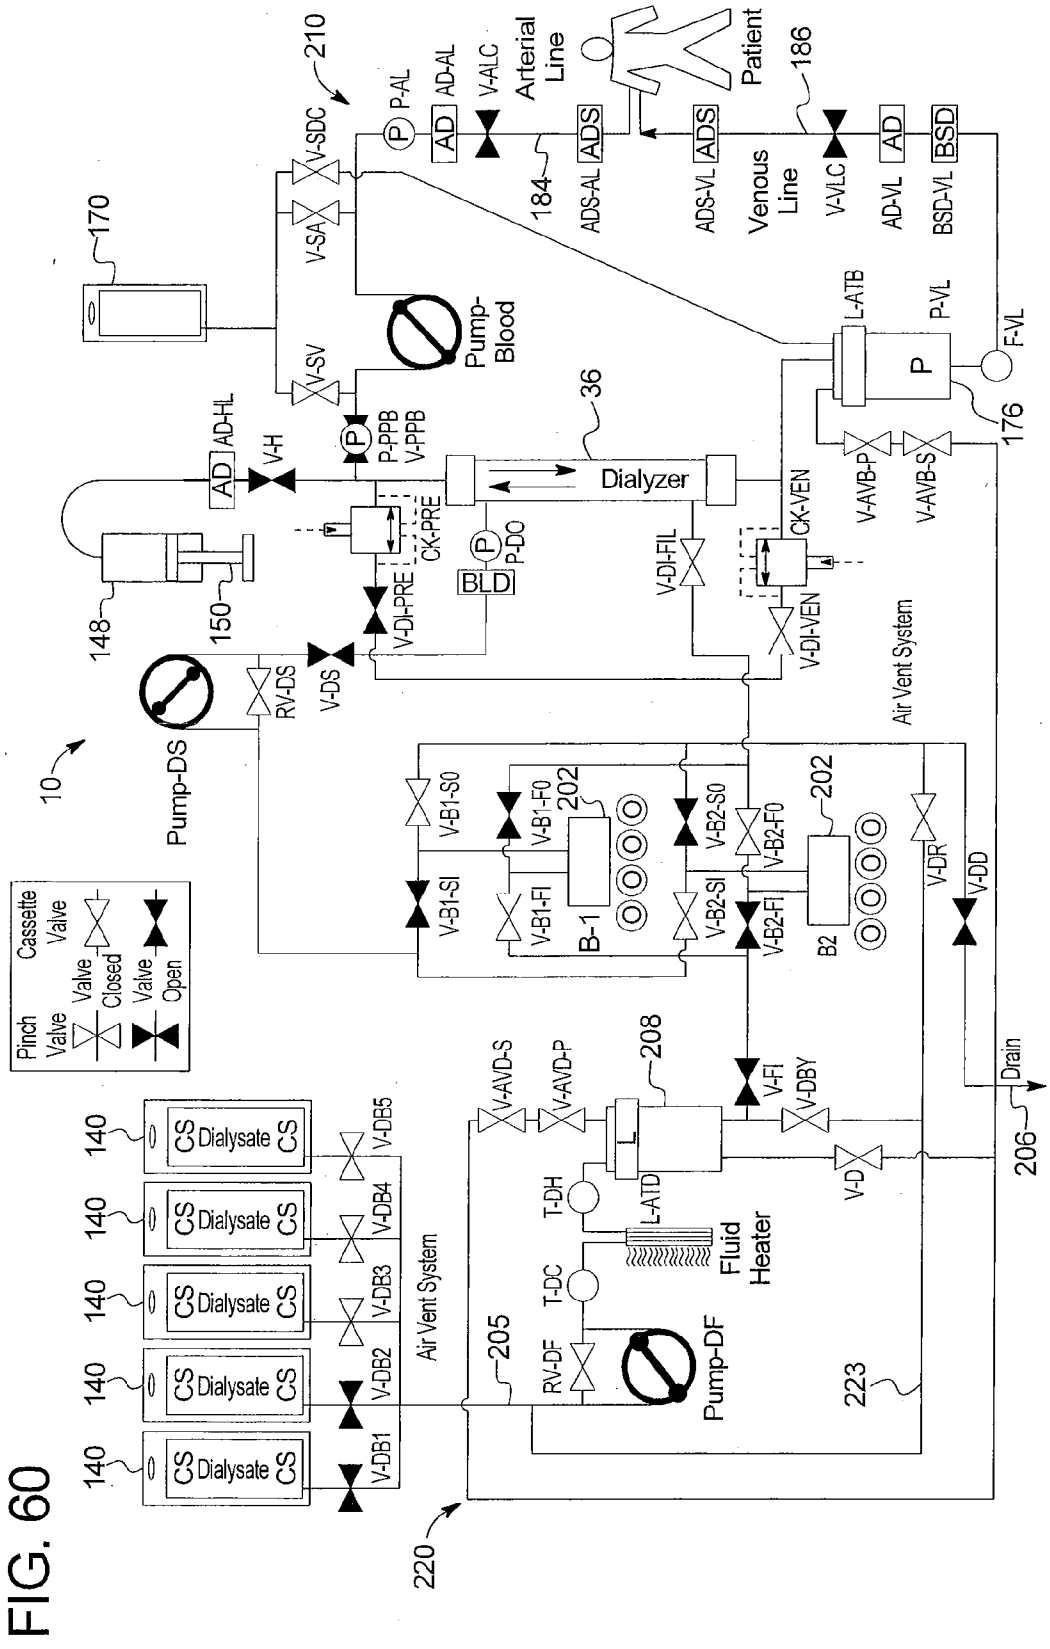 FIG. 60
10
210
220
Pinch Valve
Cassette Valve
Valve Closed
Valve Open
140
CS Dialysate CS
V-DB1
140
CS Dialysate CS
V-DB2
140
CS Dialysate CS
V-DB3
140
CS Dialysate CS
V-DB4
140
CS Dialysate CS
V-DB5
Air Vent System
205
RV-DF
Pump-DF
T-DC
Fluid Heater
T-DH
L-ATD
L
208
V-AVD-S
V-AVD-P
V-FI
V-DBY
V-D
223
206
Drain
Pump-DS
RV-DS
V-DS
V-B1-SI
V-B1-S0
V-B1-FI
V-B1-F0
B-1
202
V-B2-SI
V-B2-S0
V-B2-FI
V-B2-F0
B2
202
V-DR
V-DD
Air Vent System
148
150
AD
AD-HL
V-H
V-DI-PRE
CK-PRE
BLD
P
P-DO
Dialyzer
36
V-DI-FIL
V-DI-VEN
CK-VEN
170
V-SV
V-SA
V-SDC
P
P-PPB
V-PPB
Pump-Blood
P
P-AL
AD
AD-AL
V-ALC
Arterial Line
184
ADS
ADS-AL
Patient
ADS
ADS-VL
Venous Line
186
V-VLC
AD
AD-VL
BSD
BSD-VL
L-ATB
P
P-VL
F-VL
176
V-AVB-P
V-AVB-S